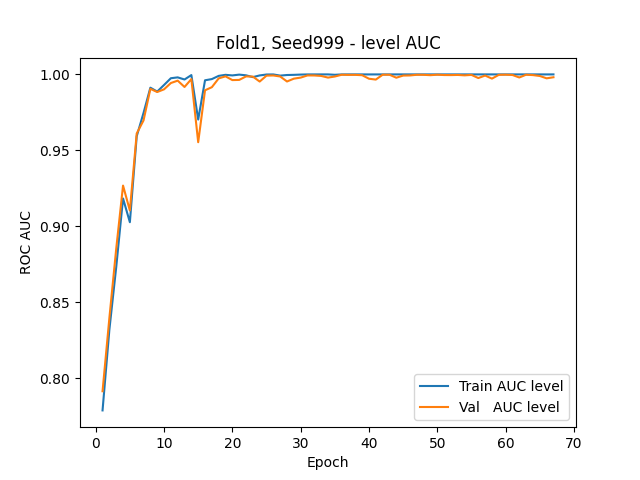 Fold1, Seed999 - level AUC
1.00
0.95
0.90
0.85
0.80
ROC AUC
Train AUC level
Val   AUC level
0 10 20 30 40 50 60 70
Epoch